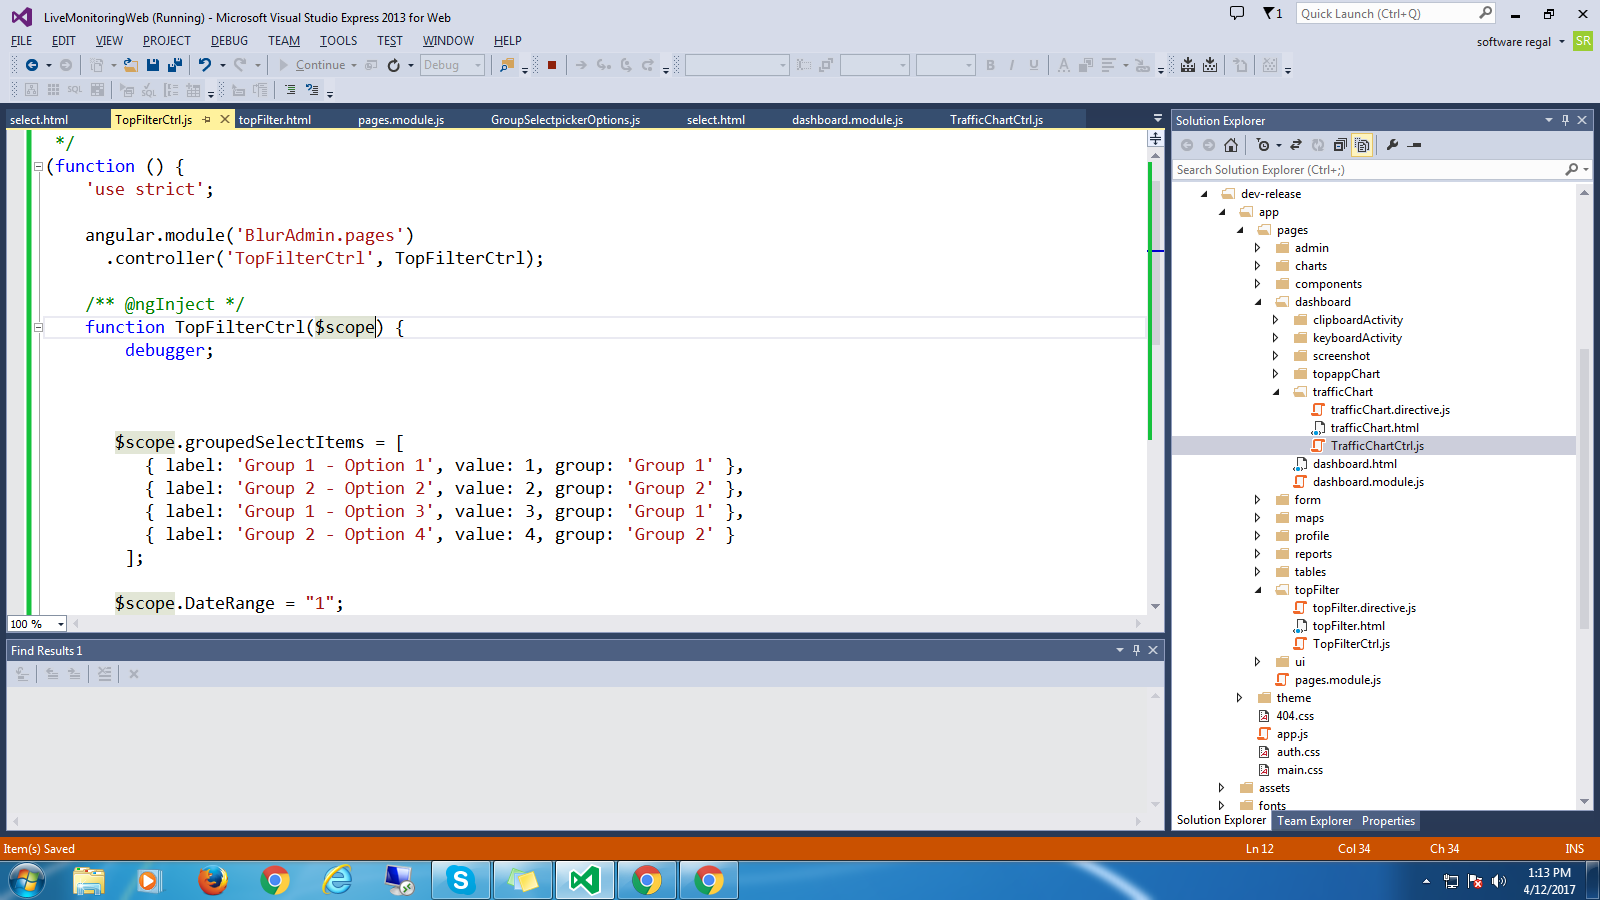 LiveMonitoringWeb (Running) - Microsoft Visual Studio Express 2013 for Web
1
Quick Launch (Ctrl+Q)
FILE EDIT VIEW PROJECT DEBUG TEAM TOOLS TEST WINDOW HELP
software regal
SR
Continue
Debug
B I U A
SQL SQL
select.html TopFilterCtrl.js topFilter.html pages.module.js GroupSelectpickerOptions.js select.html dashboard.module.js TrafficChartCtrl.js
*/
(function () {
'use strict';
angular.module('BlurAdmin.pages')
.controller('TopFilterCtrl', TopFilterCtrl);
/** @ngInject */
function TopFilterCtrl($scope) {
debugger;
$scope.groupedSelectItems = [
{ label: 'Group 1 - Option 1', value: 1, group: 'Group 1' },
{ label: 'Group 2 - Option 2', value: 2, group: 'Group 2' },
{ label: 'Group 1 - Option 3', value: 3, group: 'Group 1' },
{ label: 'Group 2 - Option 4', value: 4, group: 'Group 2' }
];
$scope.DateRange = "1";
100 %
Find Results 1
Solution Explorer
Search Solution Explorer (Ctrl+;)
dev-release
app
pages
admin
charts
components
dashboard
clipboardActivity
keyboardActivity
screenshot
topappChart
trafficChart
trafficChart.directive.js
trafficChart.html
TrafficChartCtrl.js
dashboard.html
dashboard.module.js
form
maps
profile
reports
tables
topFilter
topFilter.directive.js
topFilter.html
TopFilterCtrl.js
ui
pages.module.js
theme
404.css
app.js
auth.css
main.css
assets
fonts
Solution Explorer Team Explorer Properties
Item(s) Saved
Ln 12 Col 34 Ch 34 INS
1:13 PM
4/12/2017